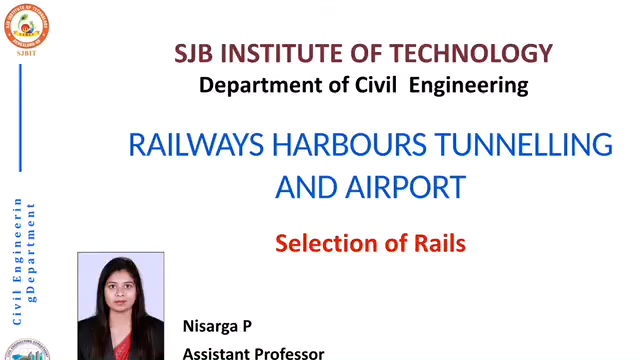 SJBIT
SJB INSTITUTE OF TECHNOLOGY
Department of Civil Engineering
RAILWAYS HARBOURS TUNNELLING
AND AIRPORT
Selection of Rails
Civil Engineerin
gDepartment
Nisarga P
Assistant Professor